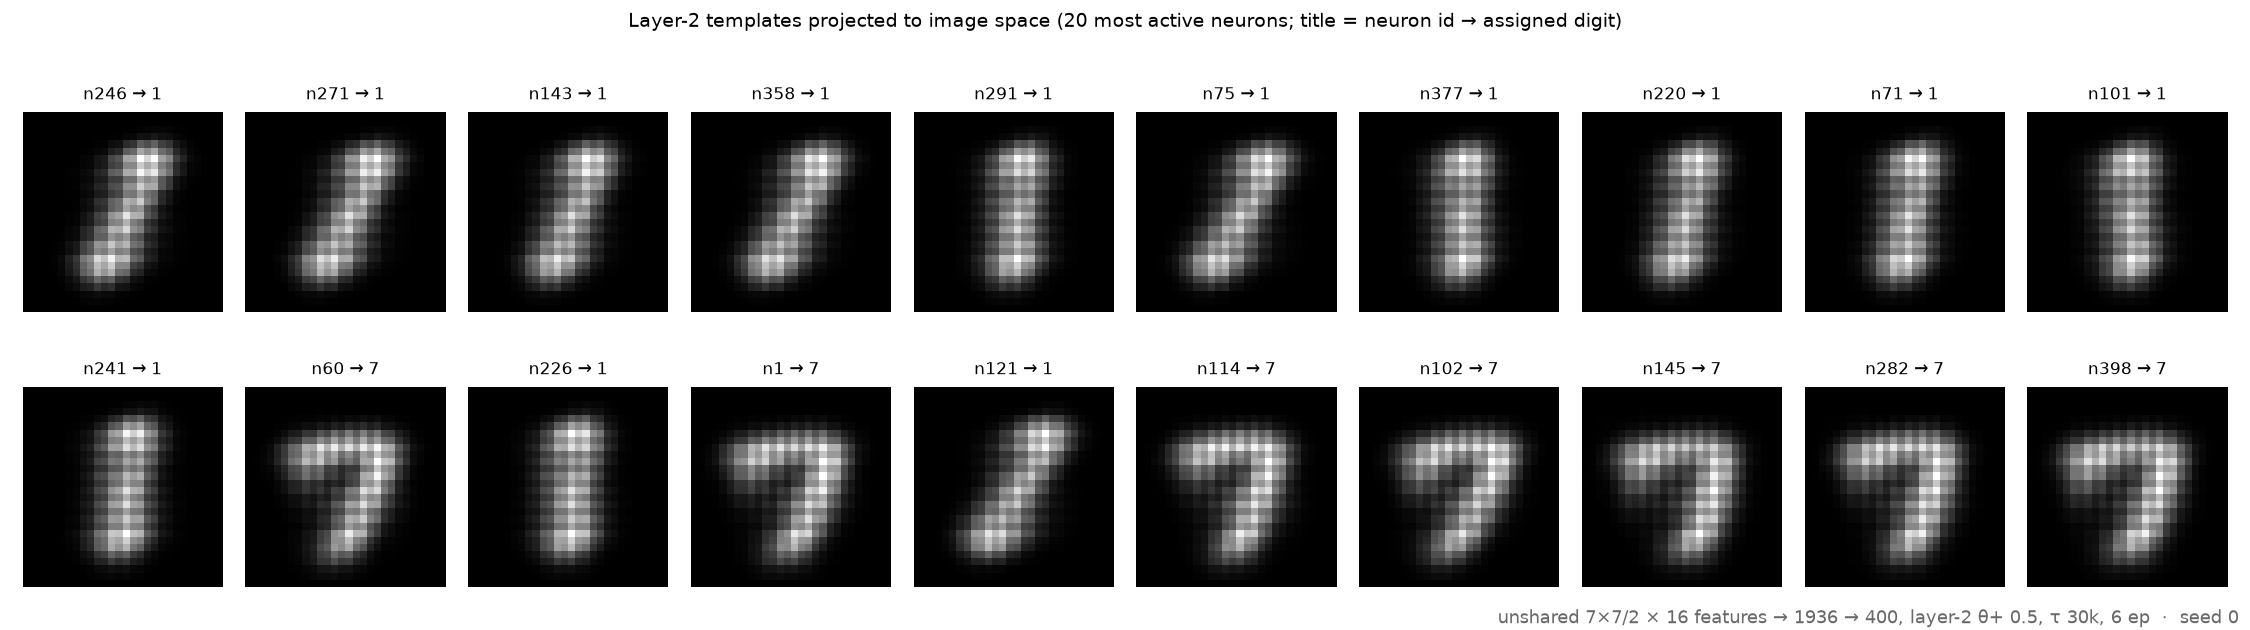 Layer-2 templates projected to image space (20 most active neurons; title = neuron id → assigned digit)
n246 → 1 n271 → 1 n143 → 1 n358 → 1 n291 → 1 n75 → 1 n377 → 1 n220 → 1 n71 → 1 n101 → 1
n241 → 1 n60 → 7 n226 → 1 n1 → 7 n121 → 1 n114 → 7 n102 → 7 n145 → 7 n282 → 7 n398 → 7
unshared 7×7/2 × 16 features → 1936 → 400, layer-2 θ+ 0.5, τ 30k, 6 ep · seed 0